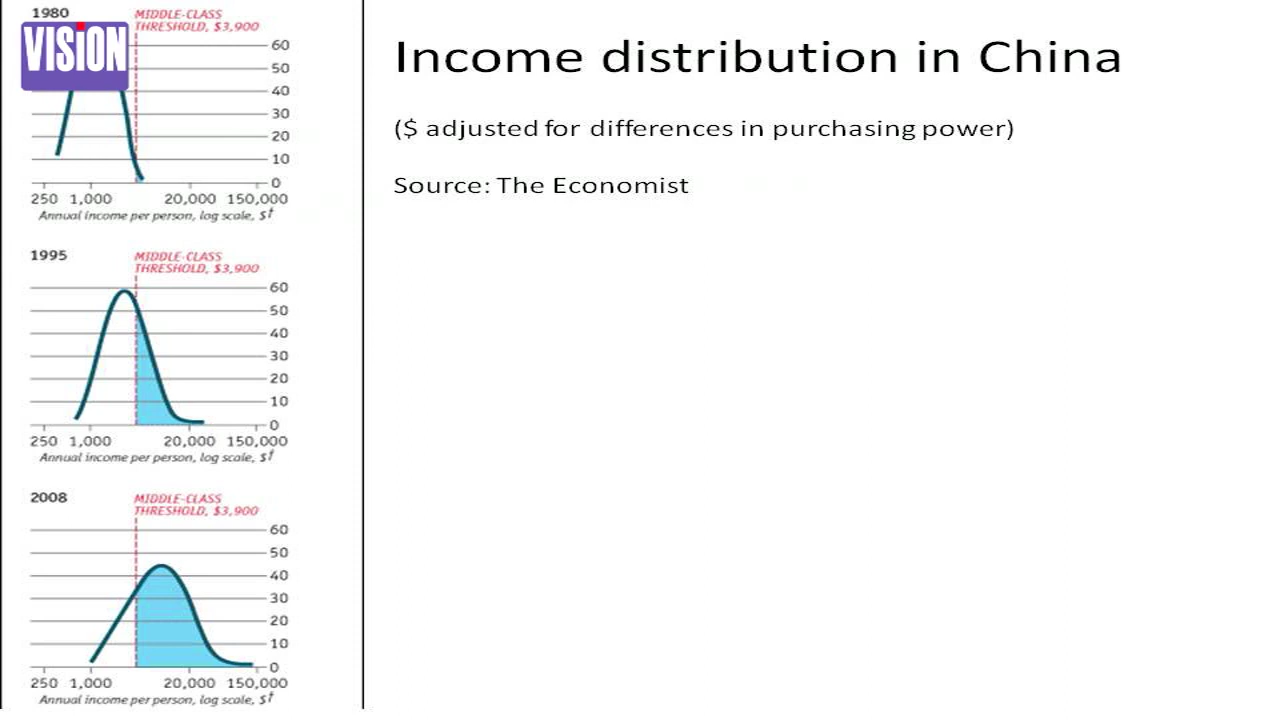 1980
MIDDLE-CLASS
THRESHOLD, $3,900
VISION
60
50
40
30
20
10
0
250 1,000 20,000 150,000
Annual income per person, log scale, $†
1995
MIDDLE-CLASS
THRESHOLD, $3,900
60
50
40
30
20
10
0
250 1,000 20,000 150,000
Annual income per person, log scale, $†
2008
MIDDLE-CLASS
THRESHOLD, $3,900
60
50
40
30
20
10
0
250 1,000 20,000 150,000
Annual income per person, log scale, $†
Income distribution in China
($ adjusted for differences in purchasing power)
Source: The Economist